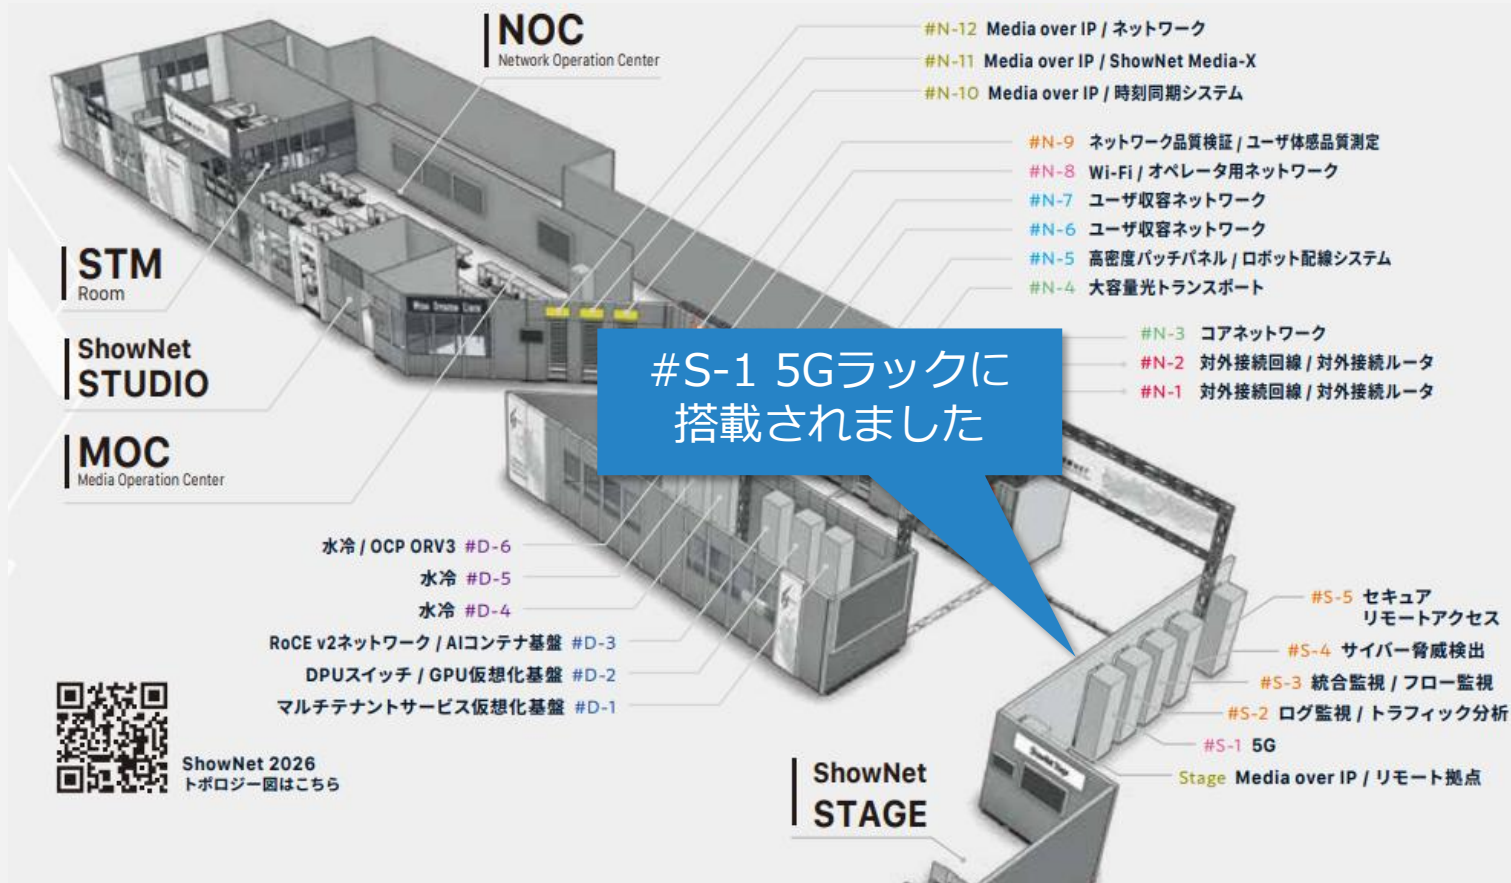 NOC
Network Operation Center
#N-12 Media over IP / ネットワーク
#N-11 Media over IP / ShowNet Media-X
#N-10 Media over IP / 時刻同期システム
#N-9 ネットワーク品質検証 / ユーザ体感品質測定
#N-8 Wi-Fi / オペレータ用ネットワーク
#N-7 ユーザ収容ネットワーク
#N-6 ユーザ収容ネットワーク
#N-5 高密度パッチパネル / ロボット配線システム
#N-4 大容量光トランスポート
#N-3 コアネットワーク
#N-2 対外接続回線 / 対外接続ルータ
#N-1 対外接続回線 / 対外接続ルータ
STM
Room
ShowNet
STUDIO
MOC
Media Operation Center
#S-1 5Gラックに
搭載されました
水冷 / OCP ORV3 #D-6
水冷 #D-5
水冷 #D-4
RoCE v2ネットワーク / AIコンテナ基盤 #D-3
DPUスイッチ / GPU仮想化基盤 #D-2
マルチテナントサービス仮想化基盤 #D-1
#S-5 セキュア
リモートアクセス
#S-4 サイバー脅威検出
#S-3 統合監視 / フロー監視
#S-2 ログ監視 / トラフィック分析
#S-1 5G
Stage Media over IP / リモート拠点
ShowNet 2026
トポロジー図はこちら
ShowNet
STAGE